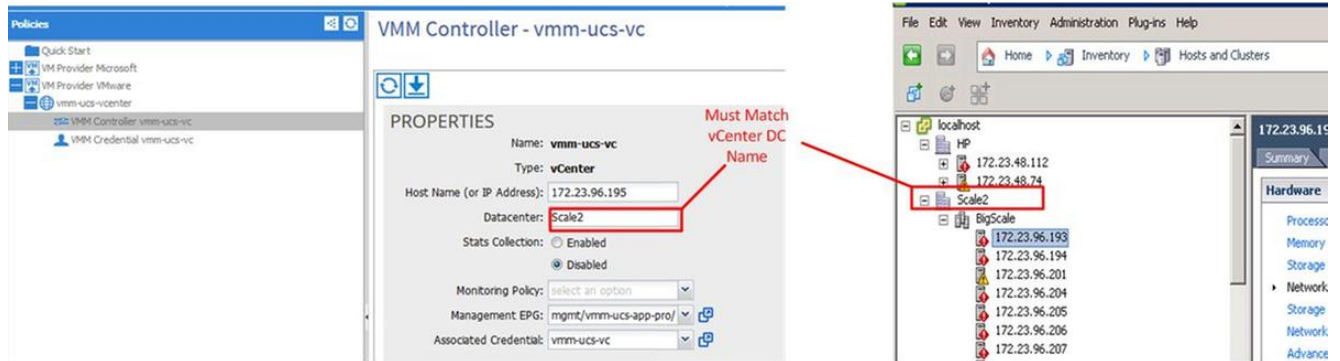 Policies
Quick Start
VM Provider Microsoft
VM Provider VMware
vmm-ucs-vcenter
VMM Controller vmm-ucs-vc
VMM Credential vmm-ucs-vc
VMM Controller - vmm-ucs-vc
PROPERTIES
Name: vmm-ucs-vc
Type: vCenter
Host Name (or IP Address): 172.23.96.195
Datacenter: Scale2
Stats Collection: Enabled
Disabled
Monitoring Policy: select an option
Management EPG: mgmt/vmm-ucs-app-pro/
Associated Credential: vmm-ucs-vc
Must Match
vCenter DC
Name
File Edit View Inventory Administration Plug-ins Help
Home Inventory Hosts and Clusters
localhost
HP
172.23.48.112
172.23.48.74
Scale2
BigScale
172.23.96.193
172.23.96.194
172.23.96.201
172.23.96.204
172.23.96.205
172.23.96.206
172.23.96.207
172.23.96.19
Summary
Hardware
Processo
Memory
Storage
Network
Storage
Network
Advance